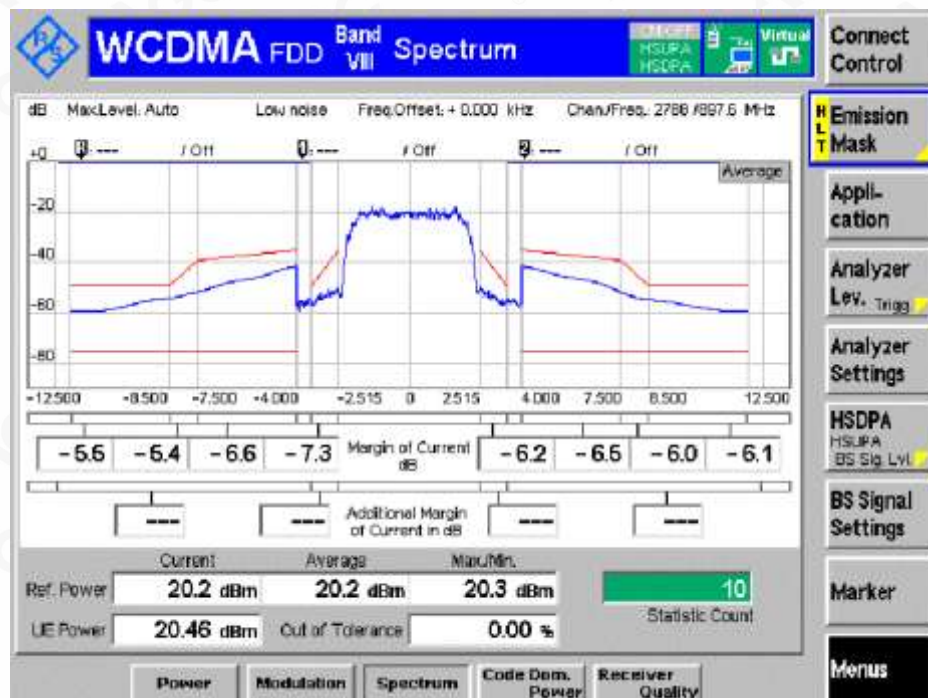 WCDMA FDD Band VIII Spectrum
HSUPA
HSDPA
Virtual
Connect Control
dB Max.Level: Auto Low noise Freq.Offset: + 0.000 kHz Chan./Freq.: 2788 /897.6 MHz
HLT
Emission Mask
+0
--- / Off
--- / Off
2: --- / Off
Average
-20
-40
-60
-80
-12.500 -8.500 -7.500 -4.000 -2.515 0 2.515 4.000 7.500 8.500 12.500
Appli-cation
Analyzer Lev. Trigg
Analyzer Settings
-5.6 -5.4 -6.6 -7.3 Margin of Current dB -6.2 -6.5 -6.0 -6.1
HSDPA
HSUPA
BS Sig. Lvl.
--- --- Additional Margin of Current in dB --- ---
BS Signal Settings
Current Average Max./Min.
Ref. Power 20.2 dBm 20.2 dBm 20.3 dBm 10
Statistic Count
UE Power 20.46 dBm Out of Tolerance 0.00 %
Marker
Power Modulation Spectrum Code Dom. Power Receiver Quality
Menus